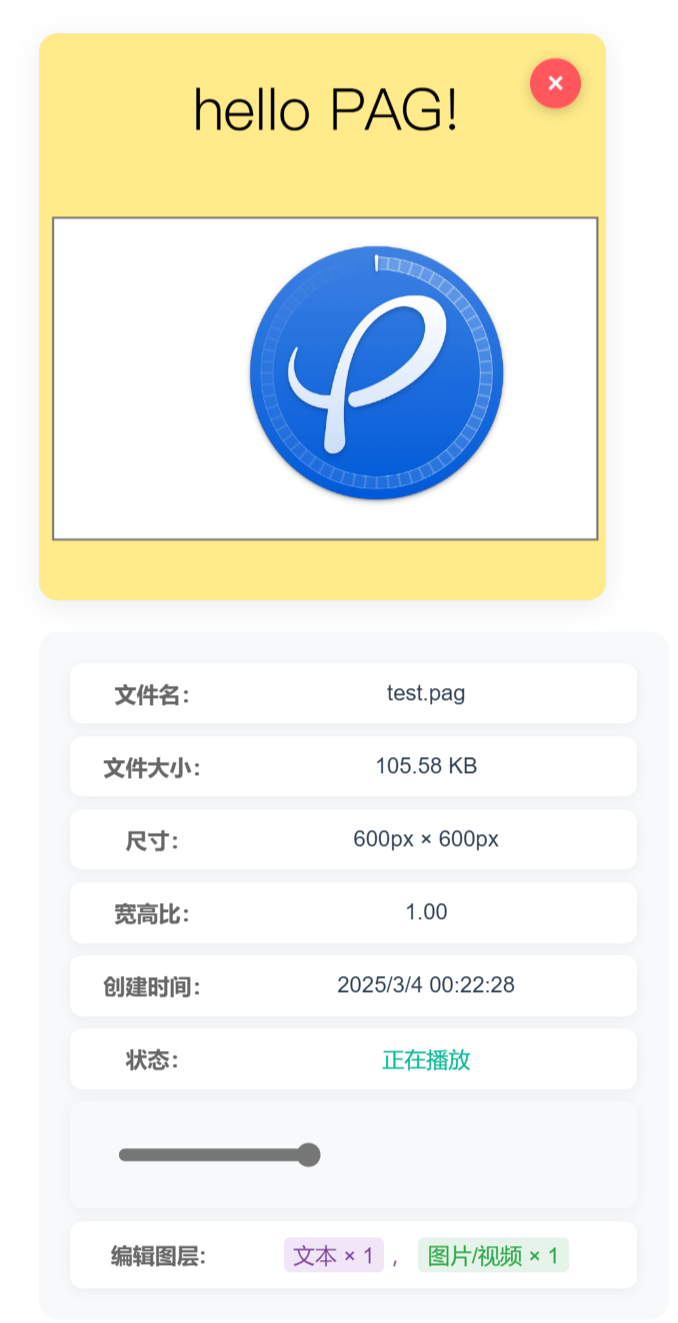 hello PAG!
文件名： test.pag
文件大小： 105.58 KB
尺寸： 600px × 600px
宽高比： 1.00
创建时间： 2025/3/4 00:22:28
状态： 正在播放
编辑图层: 文本 × 1 ， 图片/视频 × 1